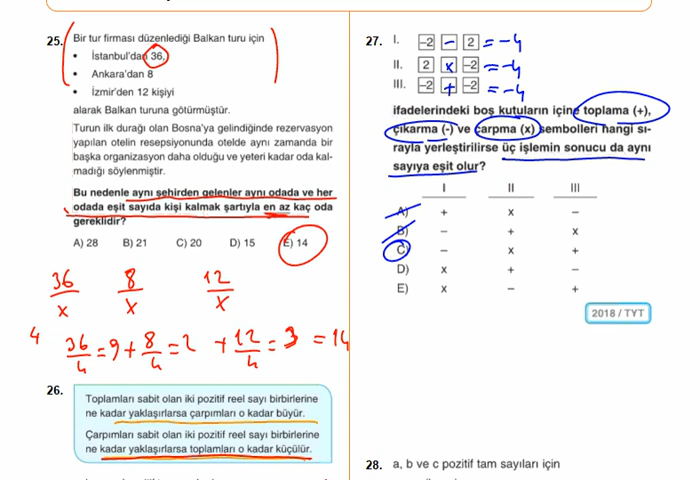 25. Bir tur firması düzenlediği Balkan turu için
• İstanbul'dan 36,
• Ankara'dan 8
• İzmir'den 12 kişiyi
alarak Balkan turuna götürmüştür.
Turun ilk durağı olan Bosna'ya gelindiğinde rezervasyon
yapılan otelin resepsiyonunda otelde aynı zamanda bir
başka organizasyon daha olduğu ve yeteri kadar oda kal-
madığı söylenmiştir.
Bu nedenle aynı şehirden gelenler aynı odada ve her
odada eşit sayıda kişi kalmak şartıyla en az kaç oda
gereklidir?
A) 28 B) 21 C) 20 D) 15 E) 14
36/x 8/x 12/x
4 36/4 = 9 + 8/4 = 2 + 12/4 = 3 = 14
26.
Toplamları sabit olan iki pozitif reel sayı birbirlerine
ne kadar yaklaşırlarsa çarpımları o kadar büyür.
Çarpımları sabit olan iki pozitif reel sayı birbirlerine
ne kadar yaklaşırlarsa toplamları o kadar küçülür.
27. I. -2 - 2 = -4
II. 2 x -2 = -4
III. -2 + -2 = -4
ifadelerindeki boş kutuların içine toplama (+),
çıkarma (-) ve çarpma (x) sembolleri hangi sı-
rayla yerleştirilirse üç işlemin sonucu da aynı
sayıya eşit olur?
I II III
A) + x −
B) − + x
C) − x +
D) x + −
E) x − +
2018 / TYT
28. a, b ve c pozitif tam sayıları için